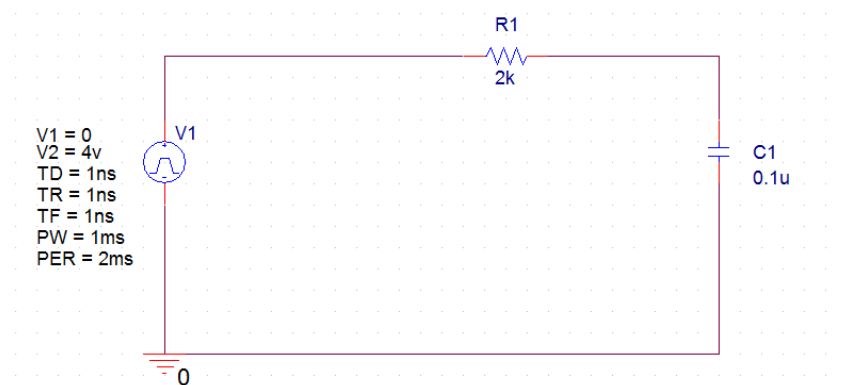 R1
2k
V1
V1 = 0
V2 = 4v
TD = 1ns
TR = 1ns
TF = 1ns
PW = 1ms
PER = 2ms
C1
0.1u
0